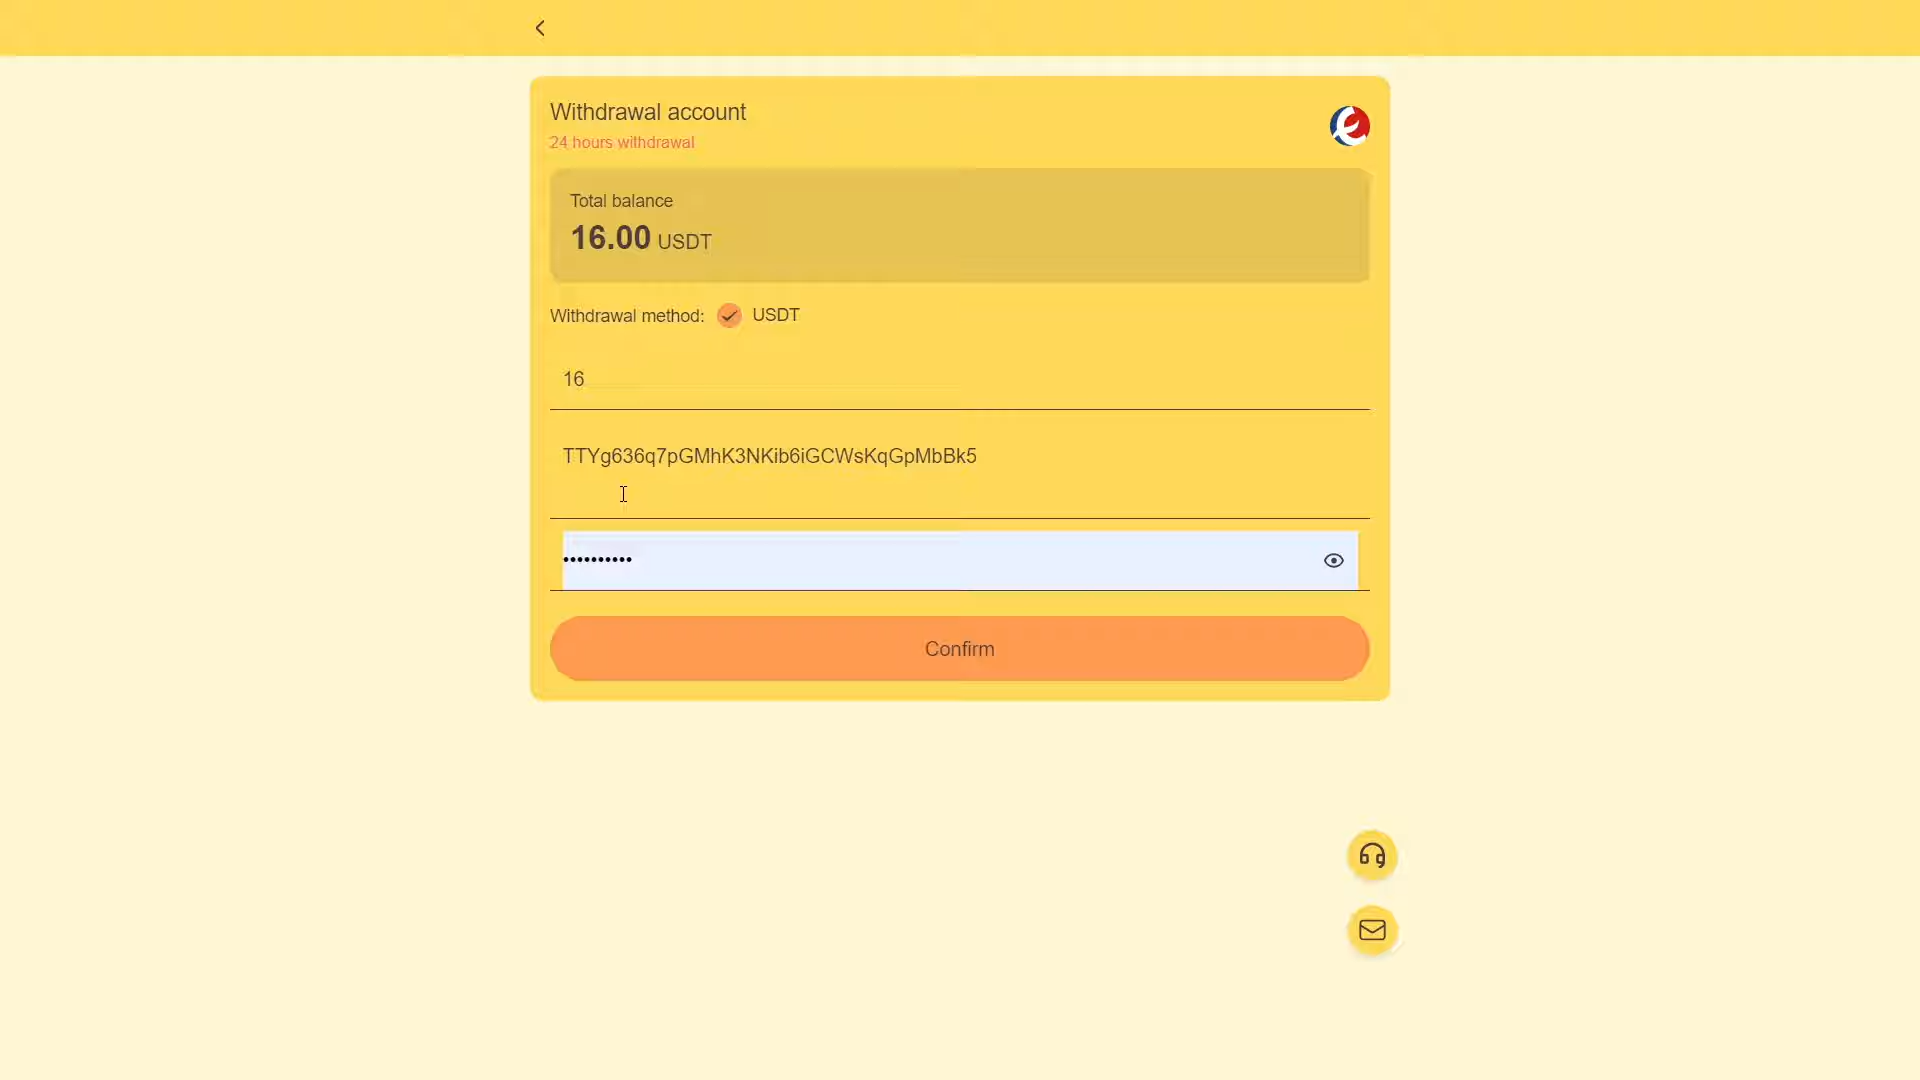 Withdrawal account
24 hours withdrawal
Total balance
16.00 USDT
Withdrawal method: USDT
16
TTYg636q7pGMhK3NKib6iGCWsKqGpMbBk5
••••••••••
Confirm